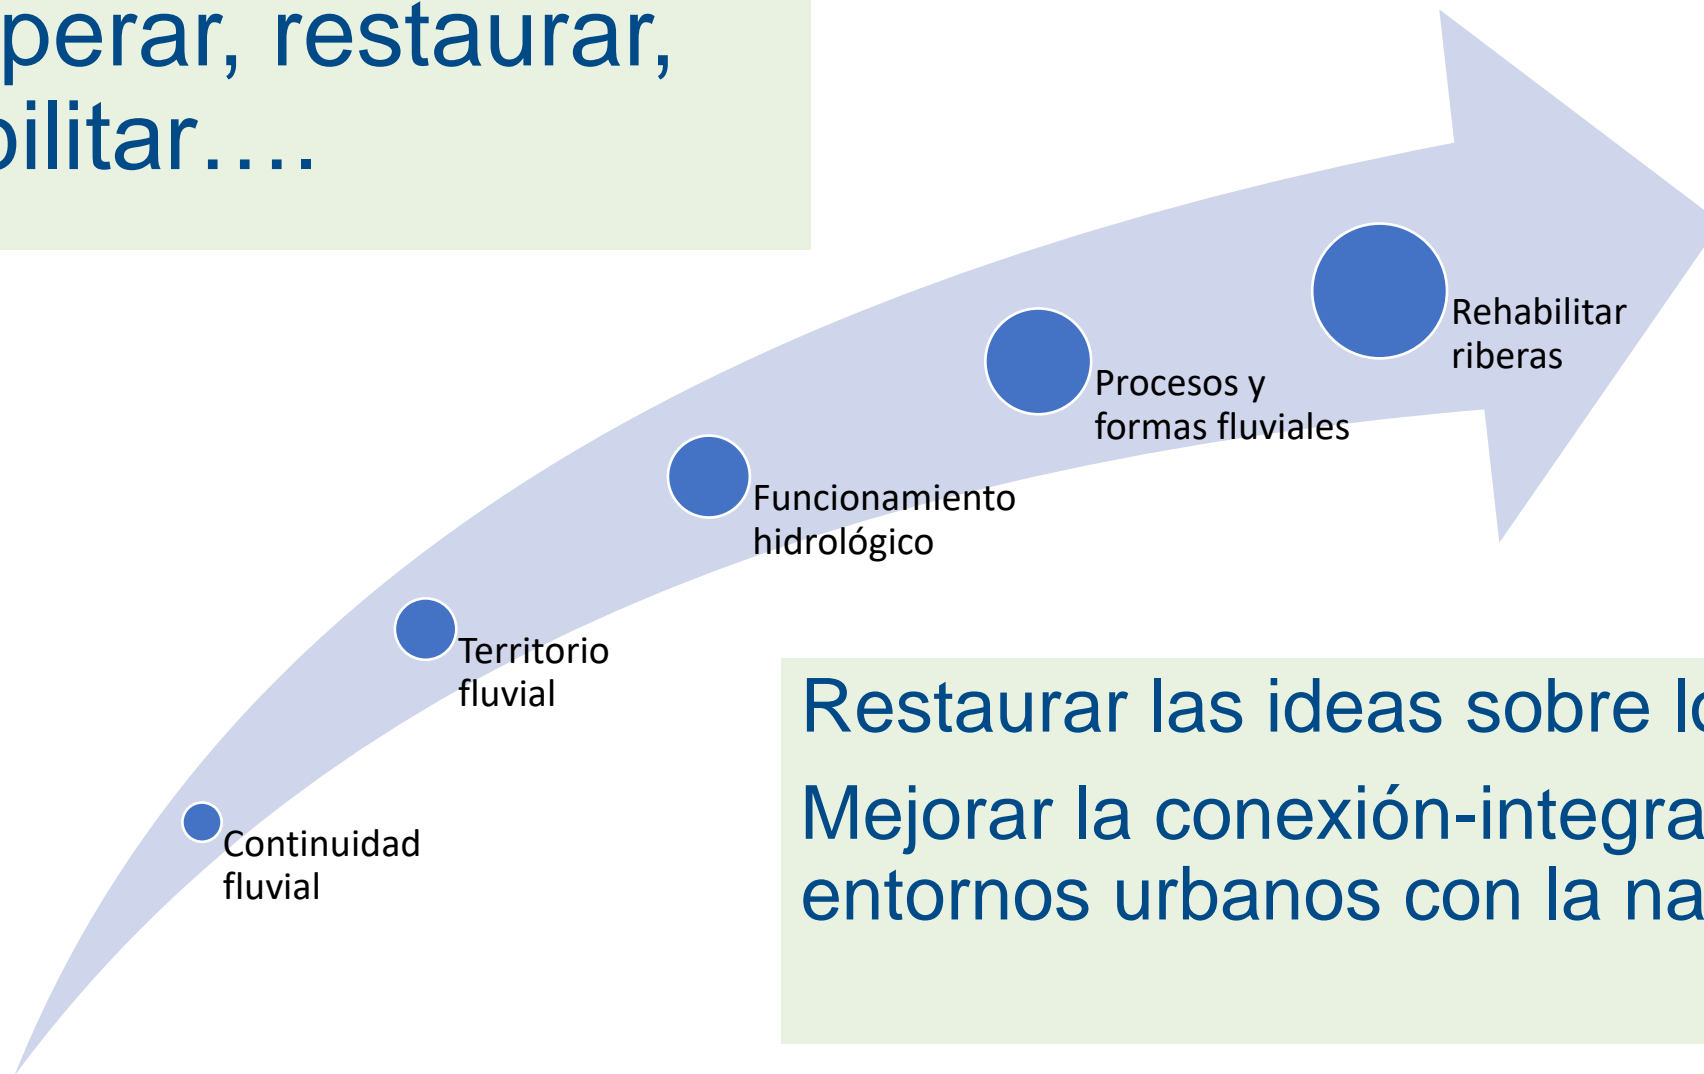 perar, restaurar,
bilitar….
Rehabilitar
riberas
Procesos y
formas fluviales
Funcionamiento
hidrológico
Territorio
fluvial
Continuidad
fluvial
Restaurar las ideas sobre lo
Mejorar la conexión-integra
entornos urbanos con la na